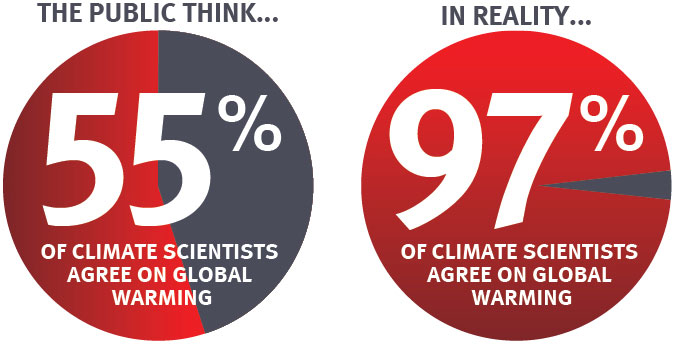 THE PUBLIC THINK...
55%
OF CLIMATE SCIENTISTS
AGREE ON GLOBAL
WARMING
IN REALITY...
97%
OF CLIMATE SCIENTISTS
AGREE ON GLOBAL
WARMING